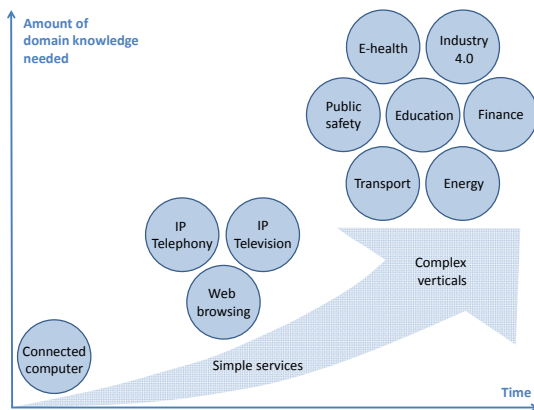 Amount of
domain knowledge
needed
E-health
Industry
4.0
Public
safety
Education
Finance
Transport
Energy
IP
Telephony
IP
Television
Web
browsing
Complex
verticals
Connected
computer
Simple services
Time